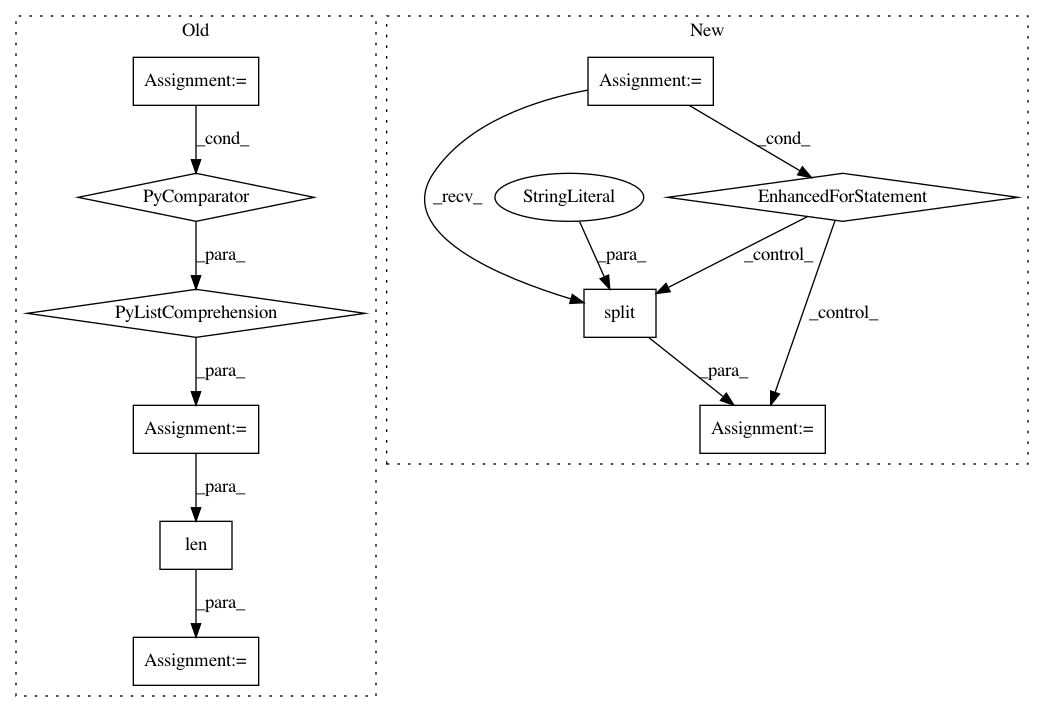 Old
Assignment:=
_cond_
PyComparator
_para_
PyListComprehension
_para_
Assignment:=
_para_
len
_para_
Assignment:=
New
Assignment:=
_cond_
_recv_
StringLiteral
EnhancedForStatement
_para_
_control_
_control_
split
_para_
Assignment:=